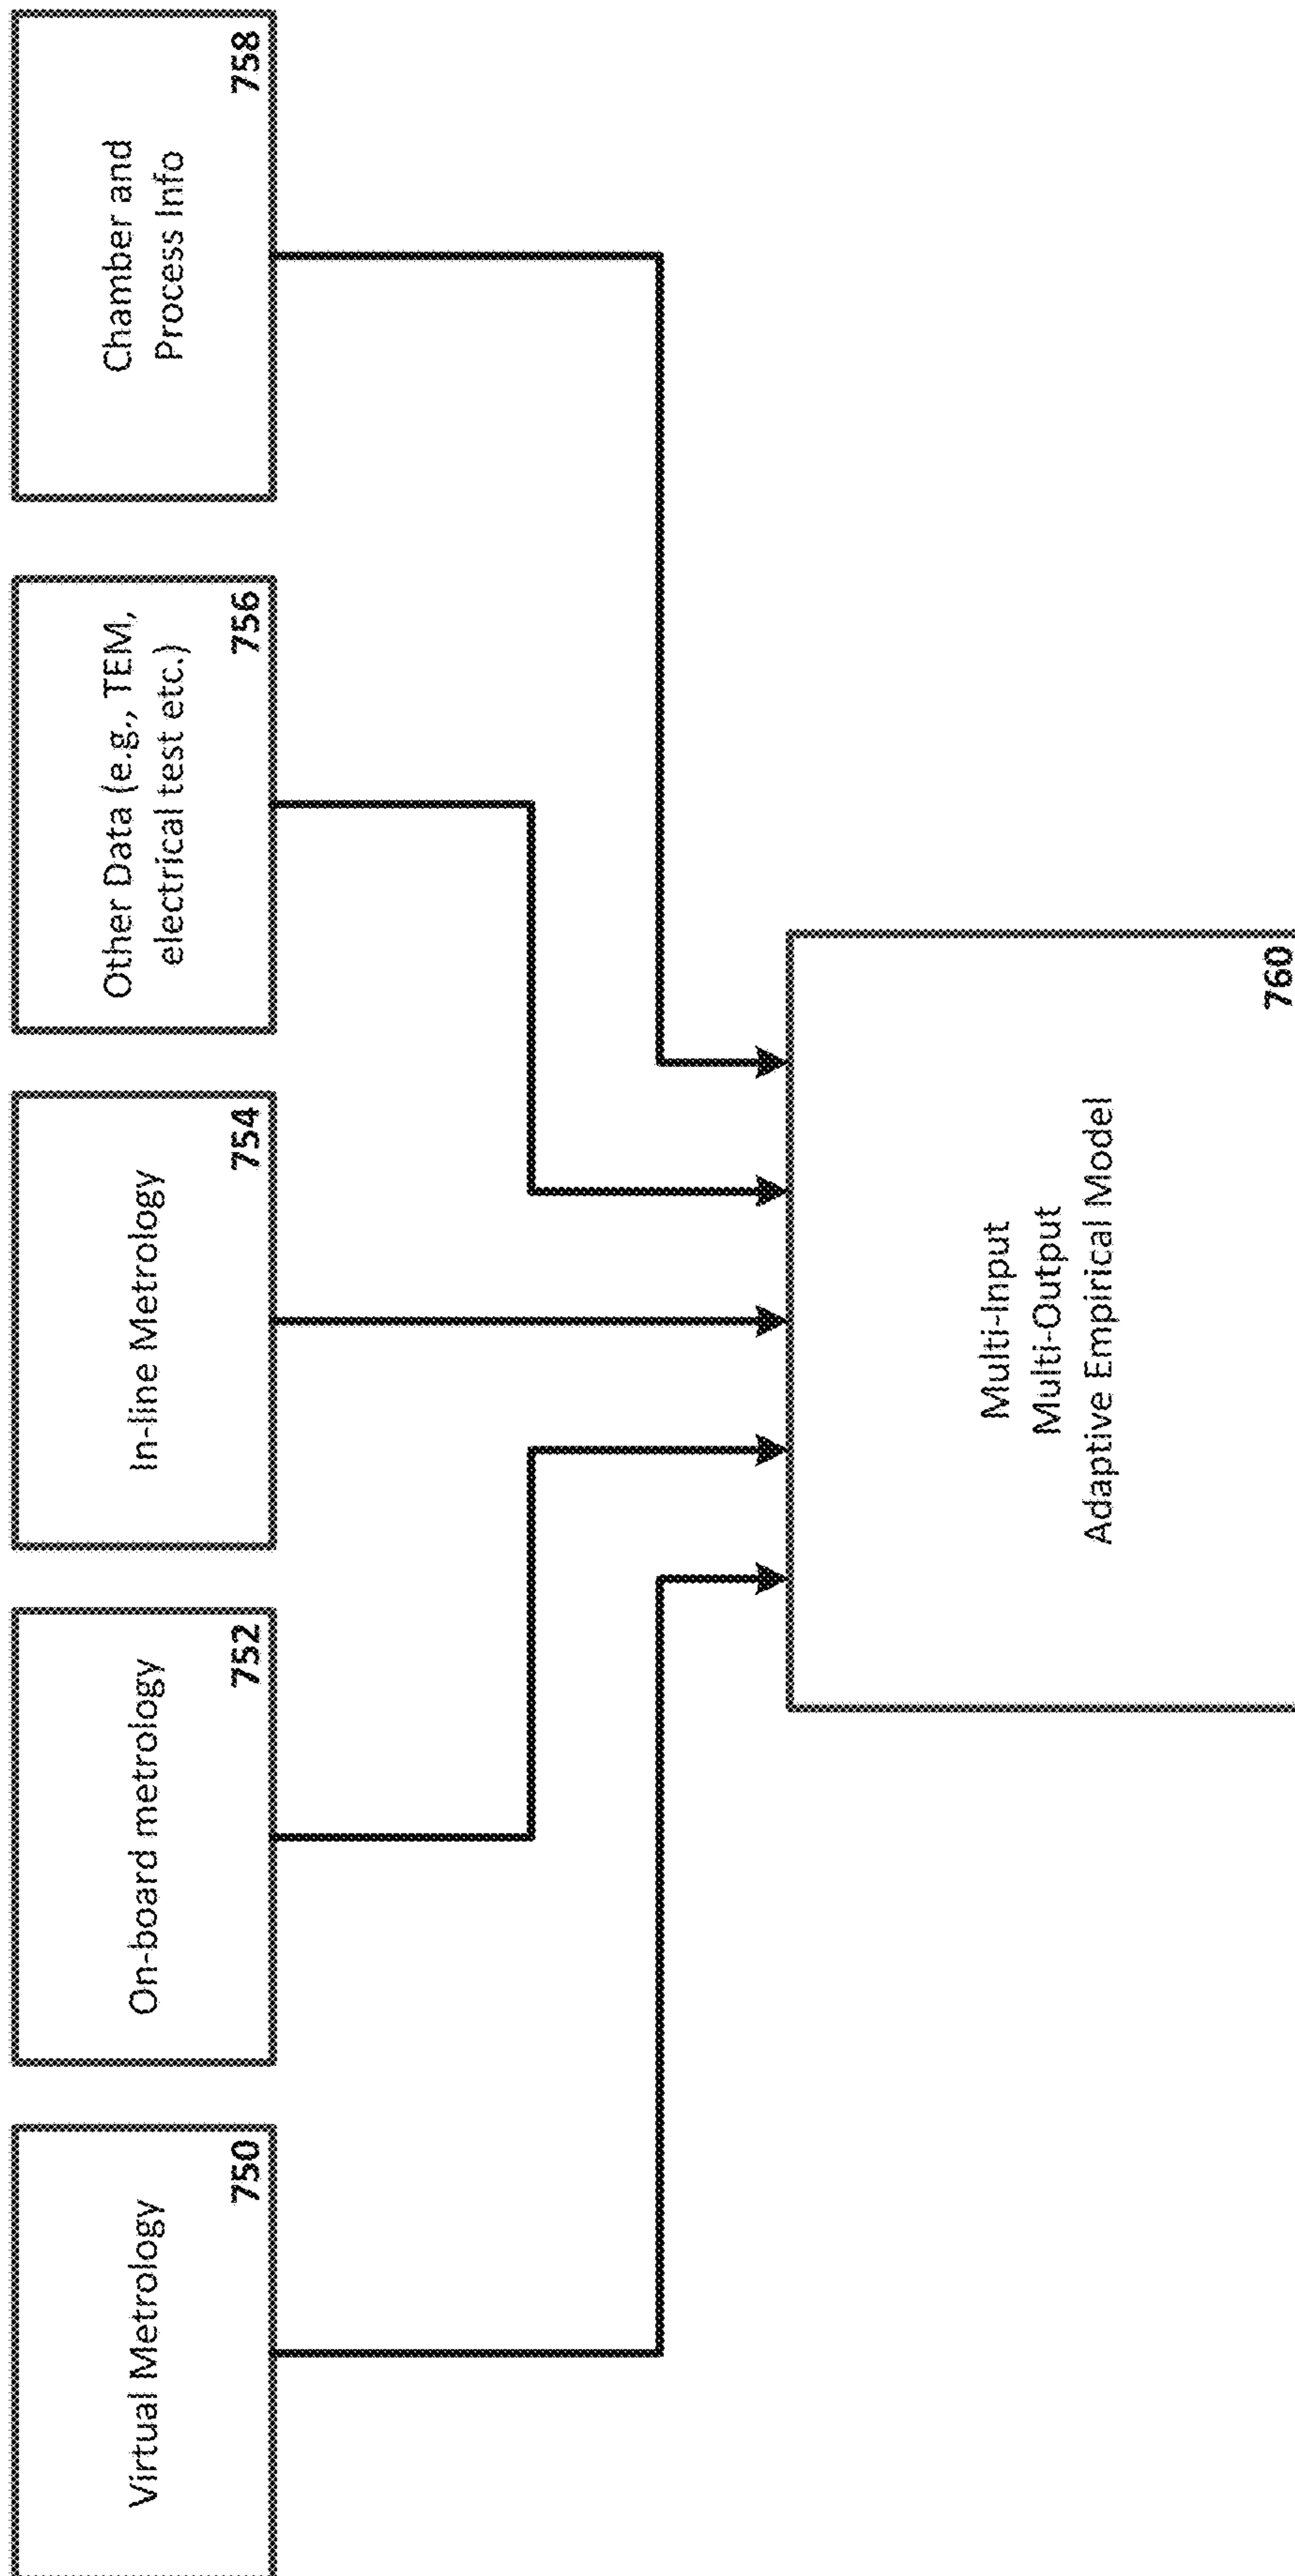 Virtual Metrology
750
On-board metrology
752
In-line Metrology
754
Other Data (e.g., TEM,
electrical test etc.)
756
Chamber and
Process Info
758
Multi-Input
Multi-Output
Adaptive Empirical Model
760